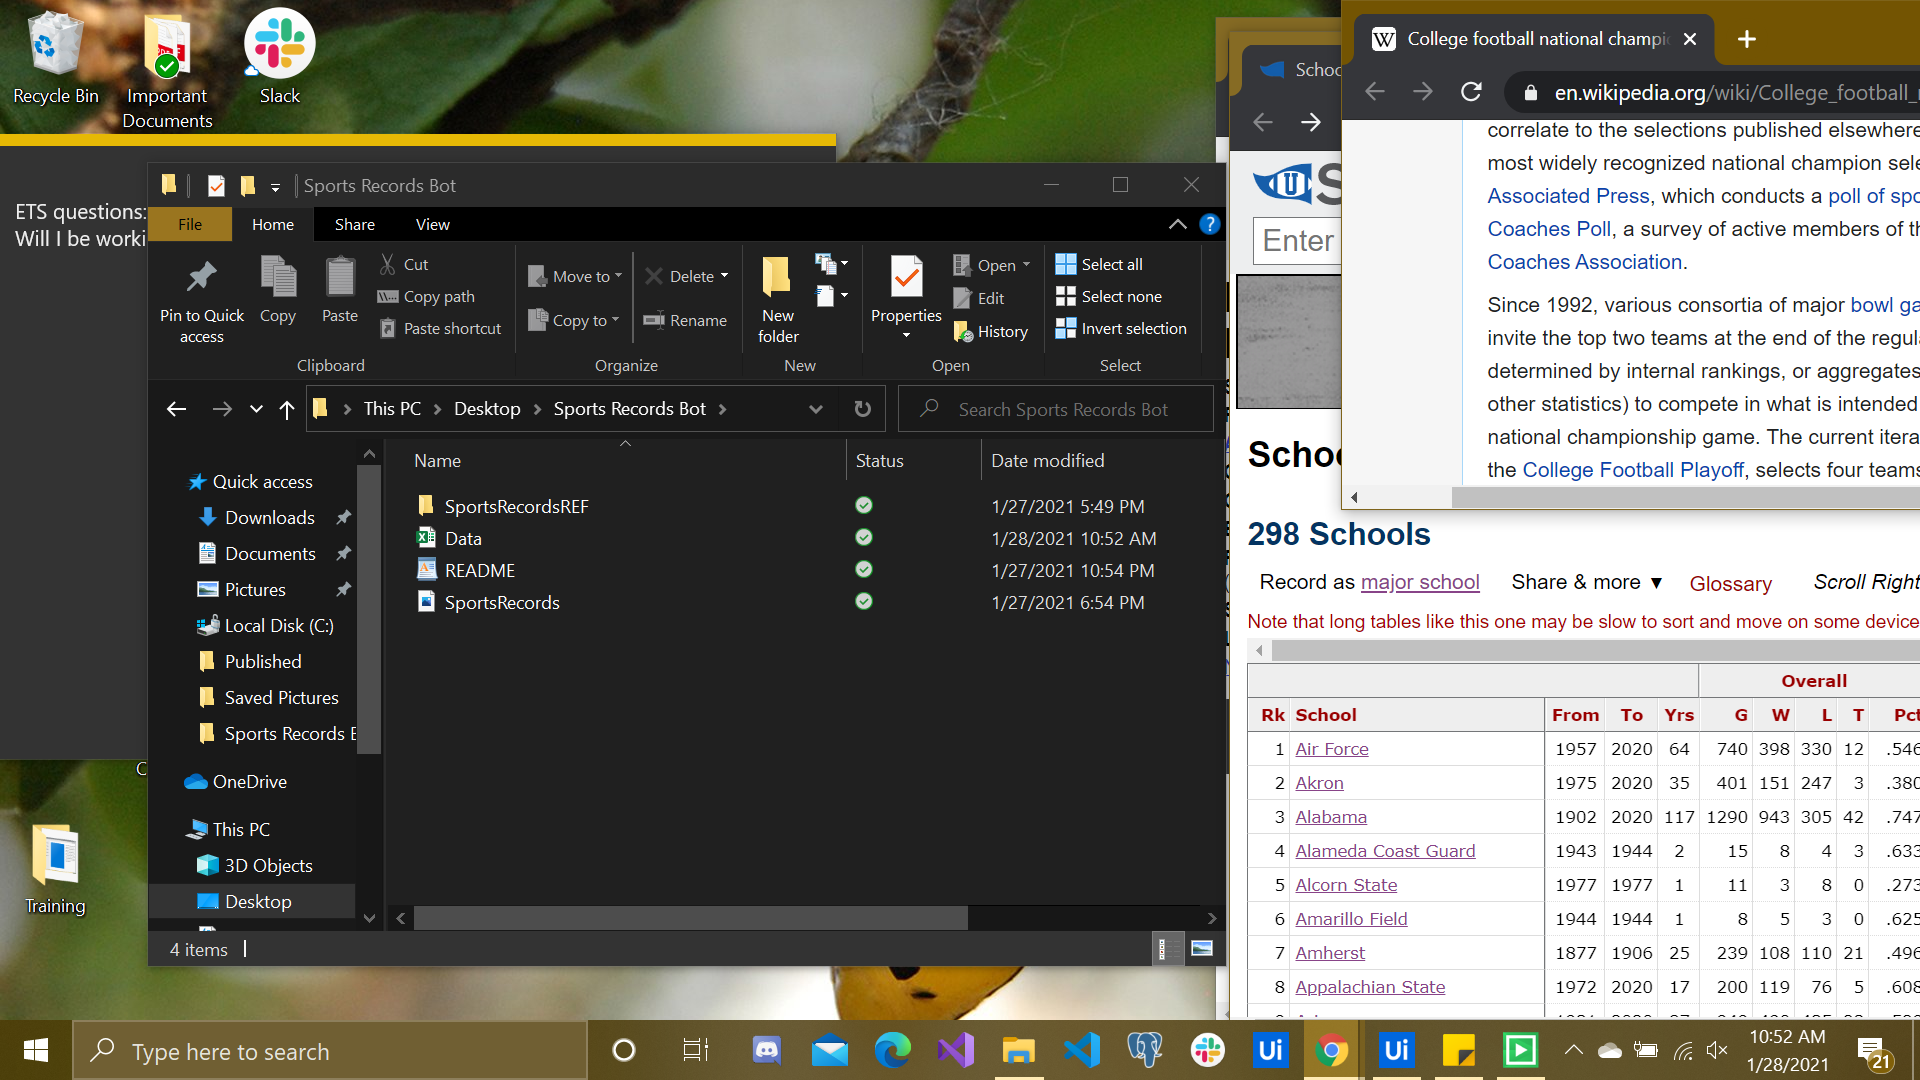 Recycle Bin
Important Documents
Slack
ETS questions:
Will I be worki
Training
Sports Records Bot
File Home Share View
Pin to Quick access
Copy
Paste
Cut
Copy path
Paste shortcut
Clipboard
Move to
Copy to
Delete
Rename
Organize
New folder
New
Properties
Open
Edit
History
Open
Select all
Select none
Invert selection
Select
This PC > Desktop > Sports Records Bot >
Search Sports Records Bot
Quick access
Downloads
Documents
Pictures
Local Disk (C:)
Published
Saved Pictures
Sports Records
OneDrive
This PC
3D Objects
Desktop
Name Status Date modified
SportsRecordsREF 1/27/2021 5:49 PM
Data 1/28/2021 10:52 AM
README 1/27/2021 10:54 PM
SportsRecords 1/27/2021 6:54 PM
4 items
College football national champi
en.wikipedia.org/wiki/College_football_
correlate to the selections published elsewhere
most widely recognized national champion sele
Associated Press, which conducts a poll of spo
Coaches Poll, a survey of active members of th
Coaches Association.
Since 1992, various consortia of major bowl ga
invite the top two teams at the end of the regula
determined by internal rankings, or aggregates
other statistics) to compete in what is intended
national championship game. The current itera
the College Football Playoff, selects four teams
Schoo
U S
Enter
Schoo
298 Schools
Record as major school Share & more ▼ Glossary Scroll Right
Note that long tables like this one may be slow to sort and move on some device
Overall
Rk School From To Yrs G W L T Pct
1 Air Force 1957 2020 64 740 398 330 12 .546
2 Akron 1975 2020 35 401 151 247 3 .380
3 Alabama 1902 2020 117 1290 943 305 42 .747
4 Alameda Coast Guard 1943 1944 2 15 8 4 3 .633
5 Alcorn State 1977 1977 1 11 3 8 0 .273
6 Amarillo Field 1944 1944 1 8 5 3 0 .625
7 Amherst 1877 1906 25 239 108 110 21 .496
8 Appalachian State 1972 2020 17 200 119 76 5 .608
Type here to search
Ui
Ui
10:52 AM
1/28/2021
21